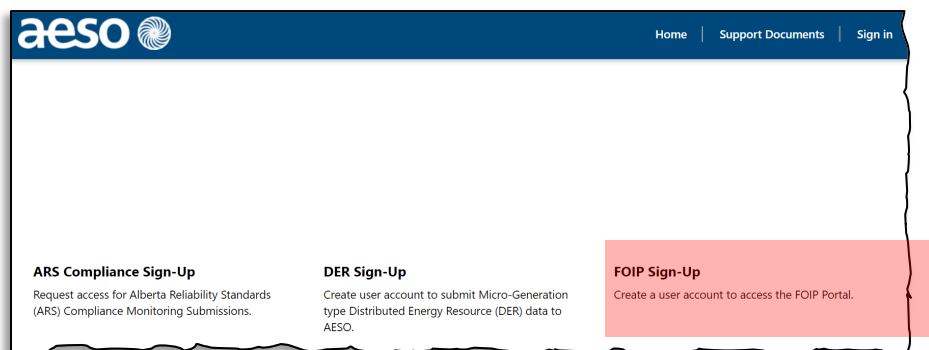 aeso
Home
Support Documents
Sign in
ARS Compliance Sign-Up
Request access for Alberta Reliability Standards
(ARS) Compliance Monitoring Submissions.
DER Sign-Up
Create user account to submit Micro-Generation
type Distributed Energy Resource (DER) data to
AESO.
FOIP Sign-Up
Create a user account to access the FOIP Portal.